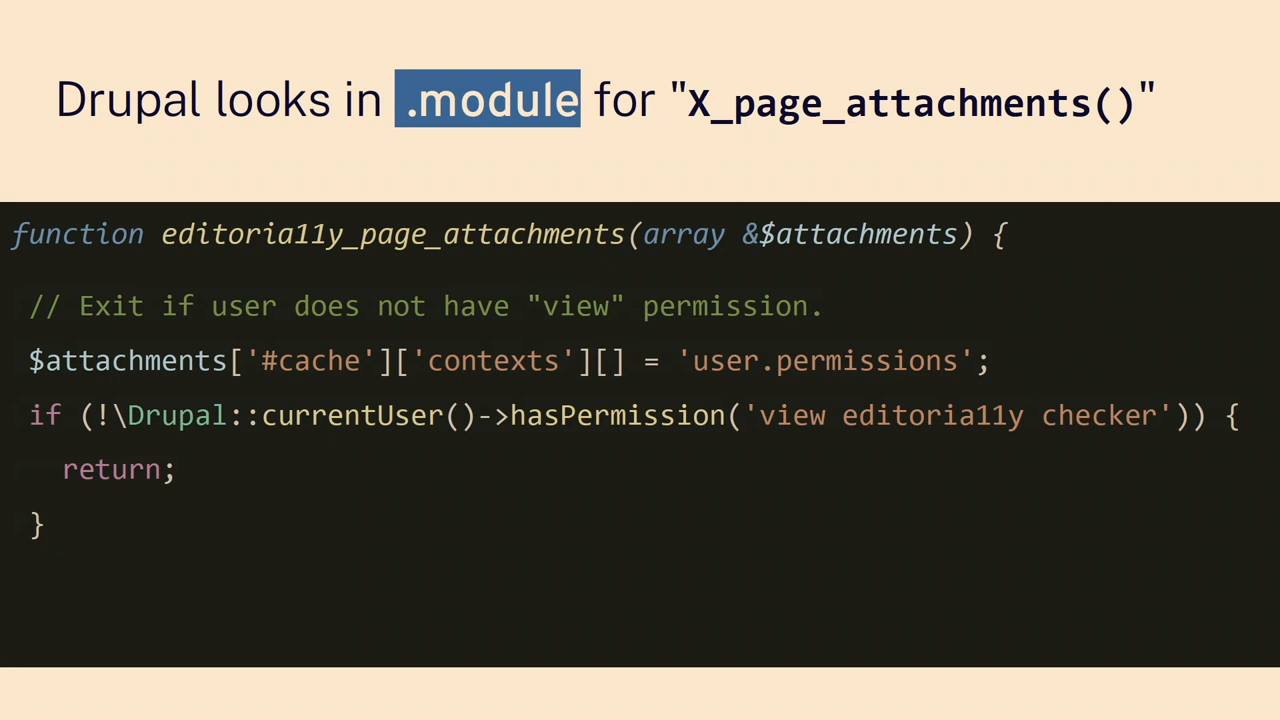 Drupal looks in .module for "X_page_attachments()"
function editoria11y_page_attachments(array &$attachments) {
// Exit if user does not have "view" permission.
$attachments['#cache']['contexts'][] = 'user.permissions';
if (!\Drupal::currentUser()->hasPermission('view editoria11y checker')) {
return;
}